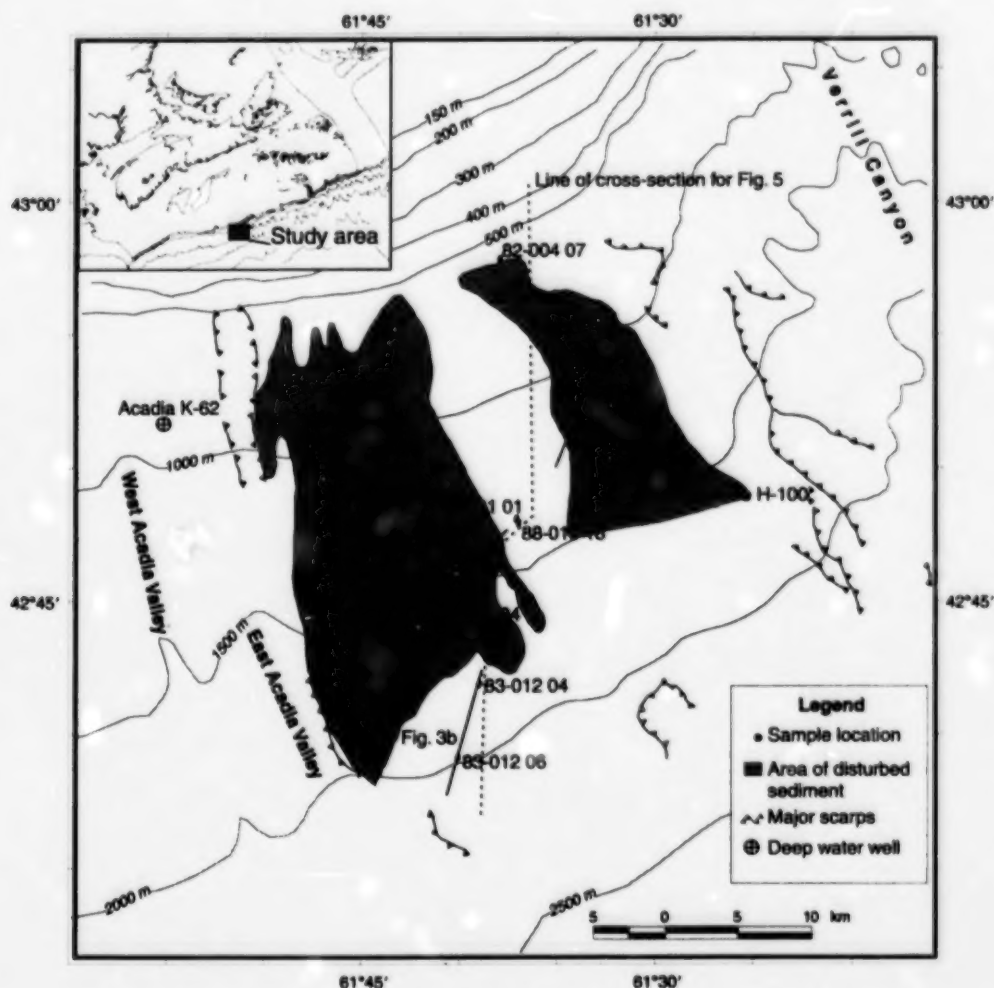 61°45'
61°30'
Verrill Canyon
150 m
200 m
300 m
400 m
500 m
Line of cross-section for Fig. 5
43°00'
43°00'
Study area
82-004 07
Acadia K-62
1000 m
H-100
West Acadia Valley
1 01
42°45'
42°45'
1500 m
East Acadia Valley
83-012 04
Fig. 3b
83-012 06
Legend
Sample location
Area of disturbed
sediment
Major scarps
Deep water well
2000 m
2500 m
5 0 5 10 km
61°45'
61°30'